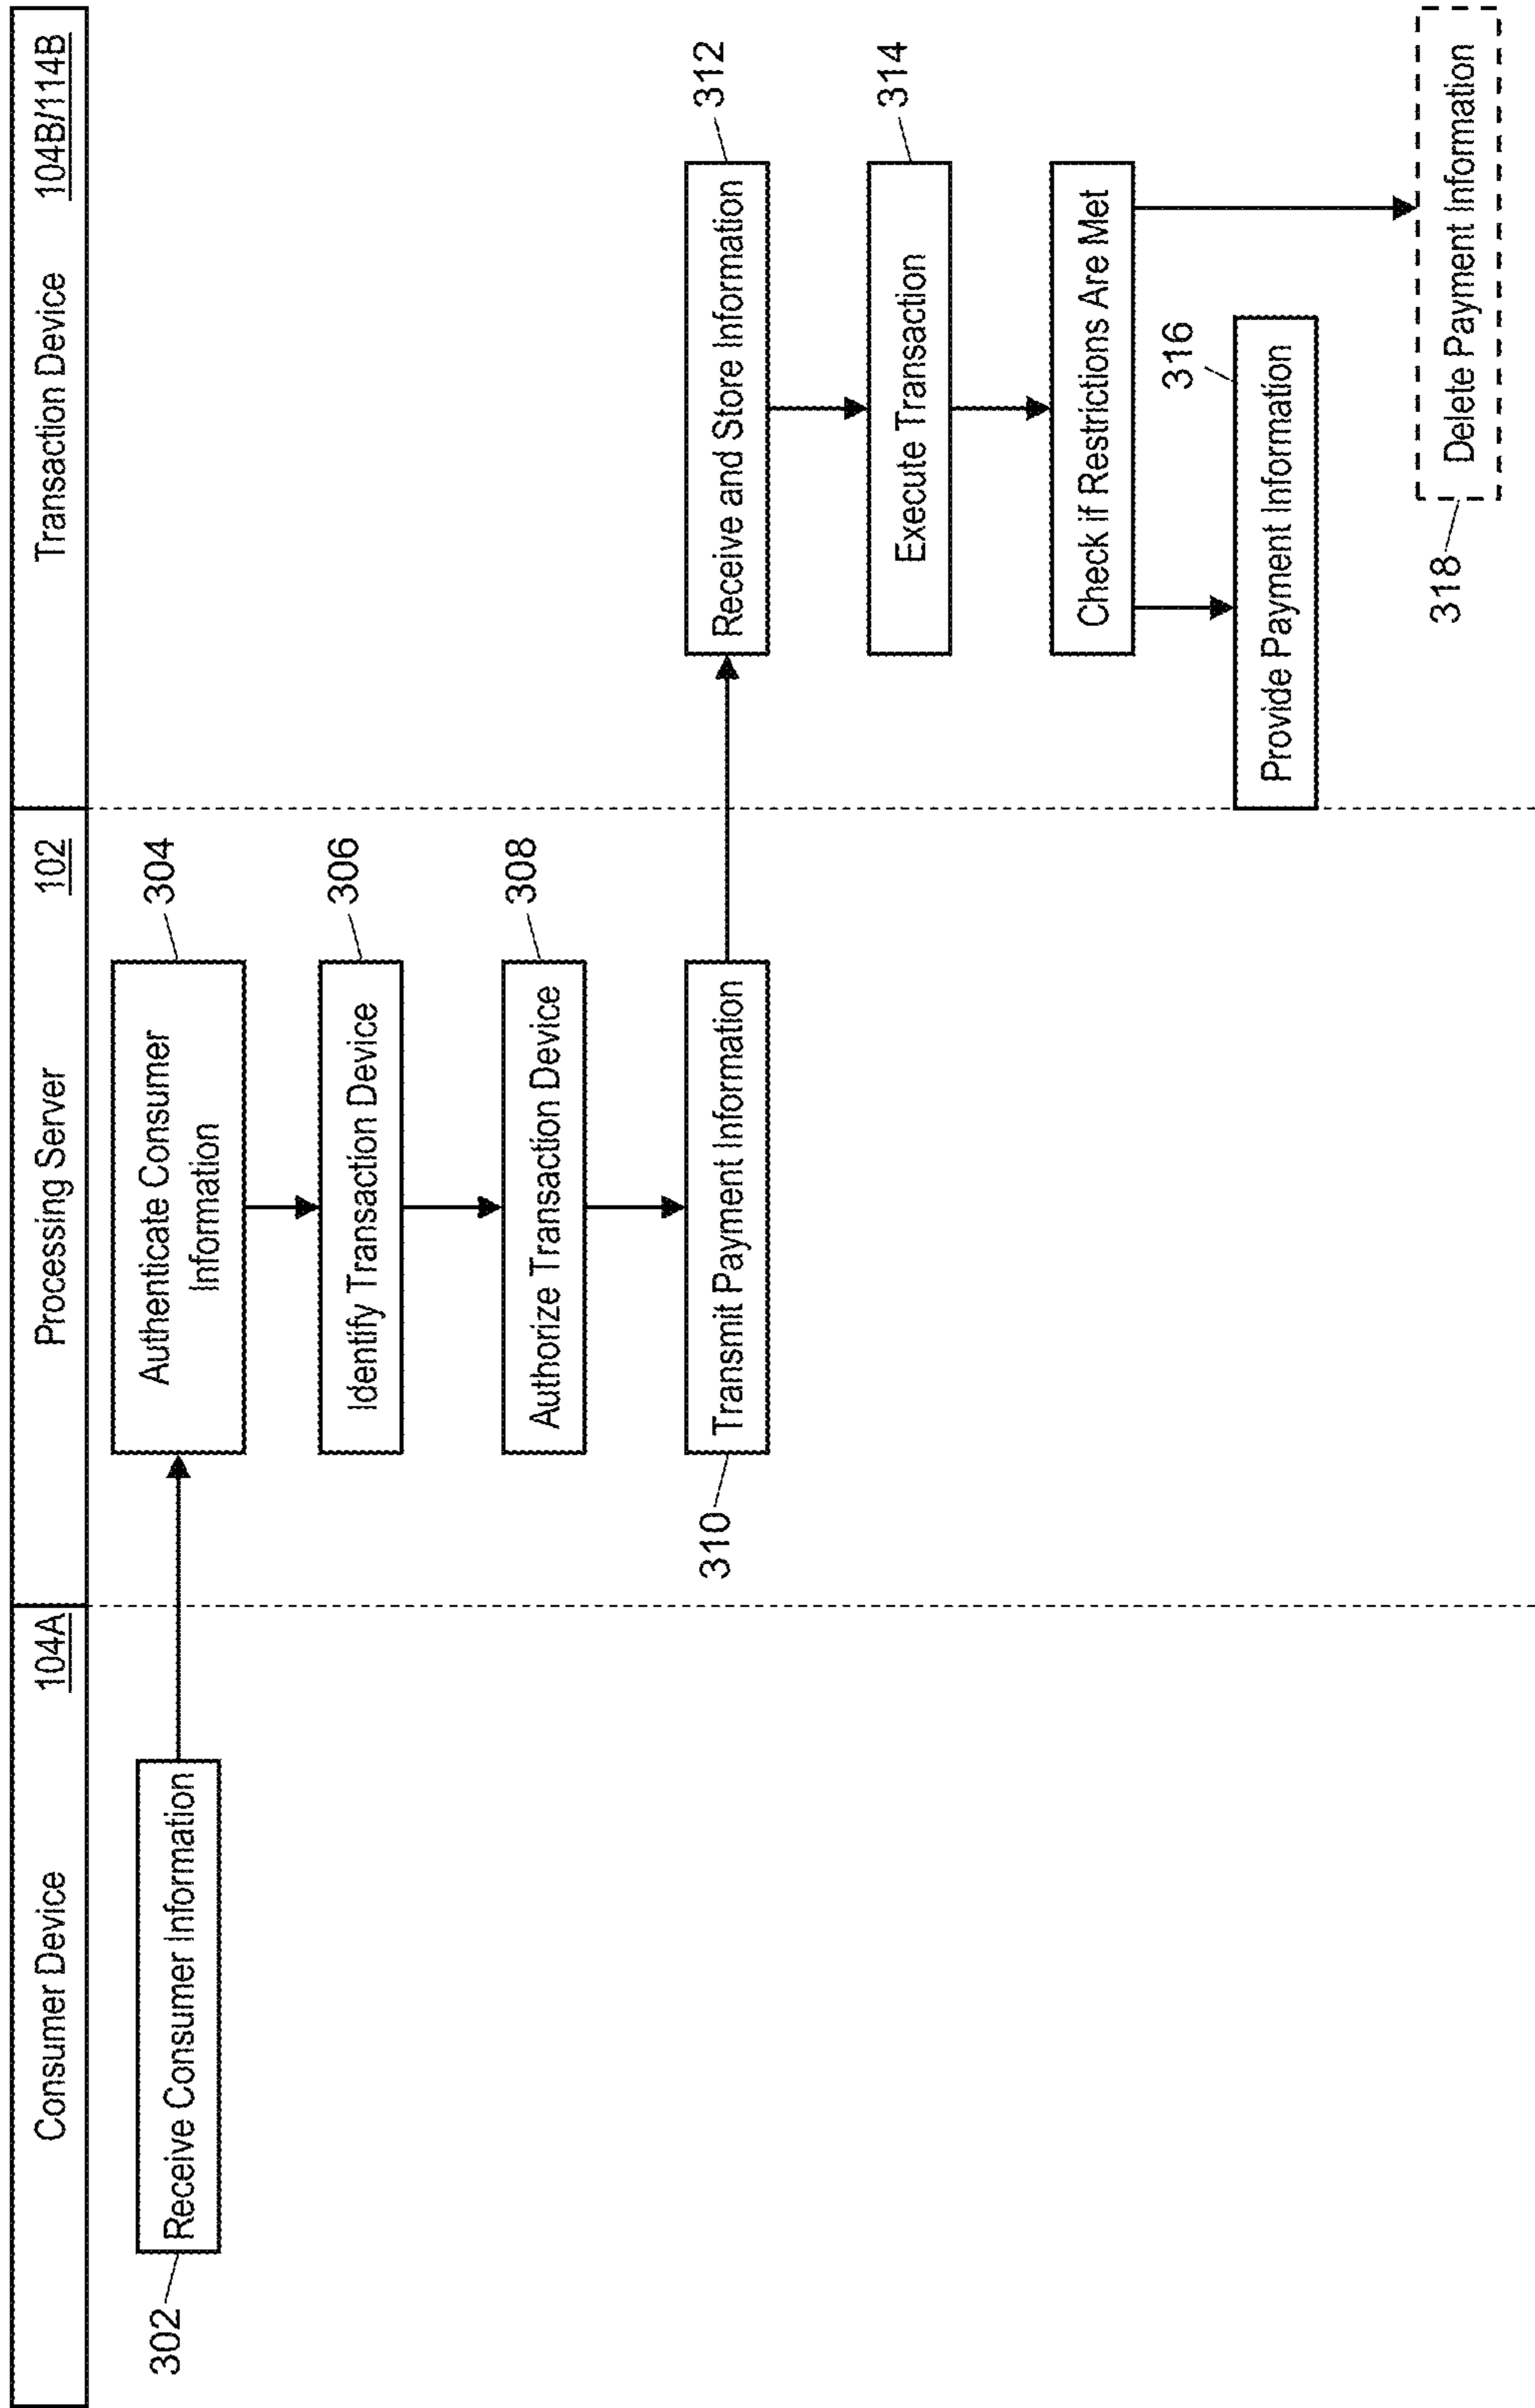 Consumer Device 104A
Processing Server 102
Transaction Device 104B/114B
302
Receive Consumer Information
304
Authenticate Consumer
Information
306
Identify Transaction Device
308
Authorize Transaction Device
310
Transmit Payment Information
312
Receive and Store Information
314
Execute Transaction
Check if Restrictions Are Met
316
Provide Payment Information
318
Delete Payment Information